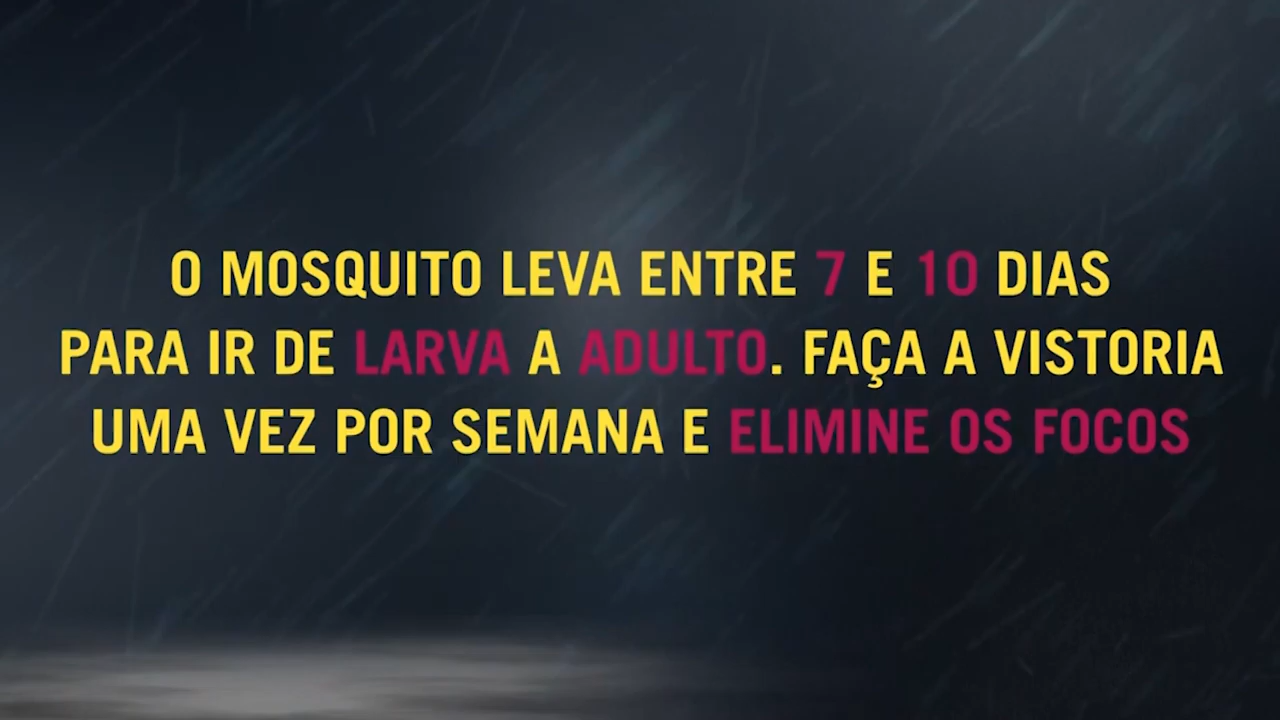 O MOSQUITO LEVA ENTRE 7 E 10 DIAS
PARA IR DE LARVA A ADULTO. FAÇA A VISTORIA
UMA VEZ POR SEMANA E ELIMINE OS FOCOS